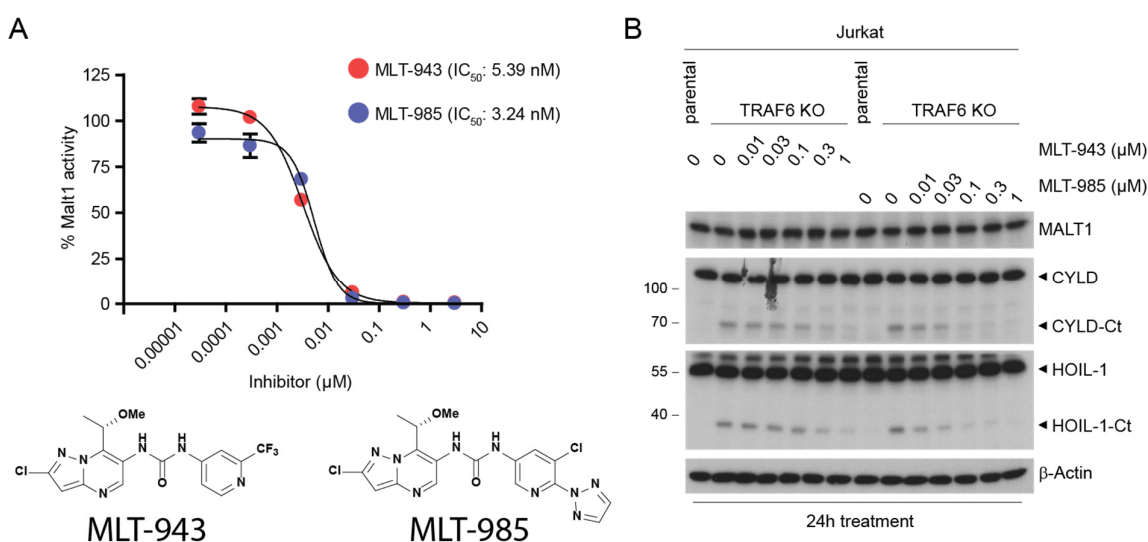 A
MLT-943 (IC50: 5.39 nM)
MLT-985 (IC50: 3.24 nM)
% Malt1 activity
125
100
75
50
25
0
0.00001
0.0001
0.001
0.01
0.1
1
10
Inhibitor (µM)
OMe
Cl
N
N
N
H
N
H
N
O
CF3
N
MLT-943
OMe
Cl
N
N
N
H
N
H
N
O
Cl
N
N
N
N
MLT-985
B
Jurkat
parental
TRAF6 KO
parental
TRAF6 KO
0 0 0.01 0.03 0.1 0.3 1 MLT-943 (µM)
0 0 0.01 0.03 0.1 0.3 1 MLT-985 (µM)
MALT1
CYLD
100
70
CYLD-Ct
55
HOIL-1
40
HOIL-1-Ct
β-Actin
24h treatment